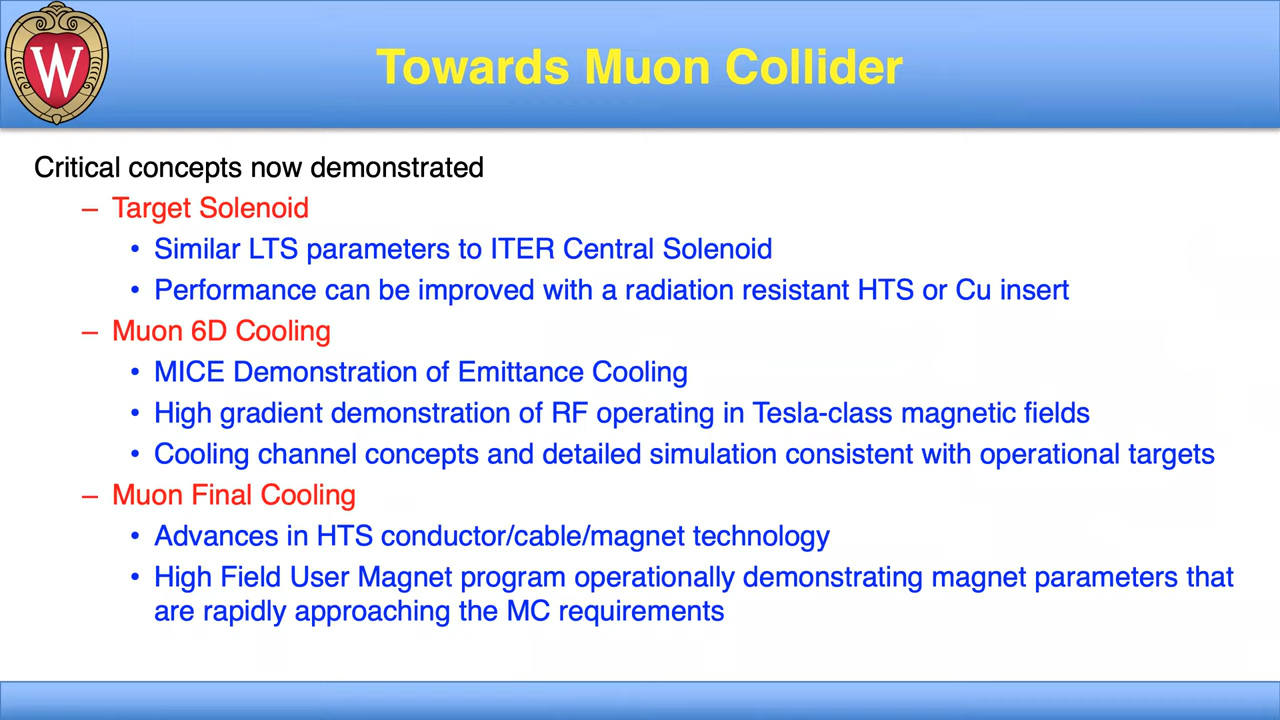 W
Towards Muon Collider
Critical concepts now demonstrated
– Target Solenoid
• Similar LTS parameters to ITER Central Solenoid
• Performance can be improved with a radiation resistant HTS or Cu insert
– Muon 6D Cooling
• MICE Demonstration of Emittance Cooling
• High gradient demonstration of RF operating in Tesla-class magnetic fields
• Cooling channel concepts and detailed simulation consistent with operational targets
– Muon Final Cooling
• Advances in HTS conductor/cable/magnet technology
• High Field User Magnet program operationally demonstrating magnet parameters that
are rapidly approaching the MC requirements